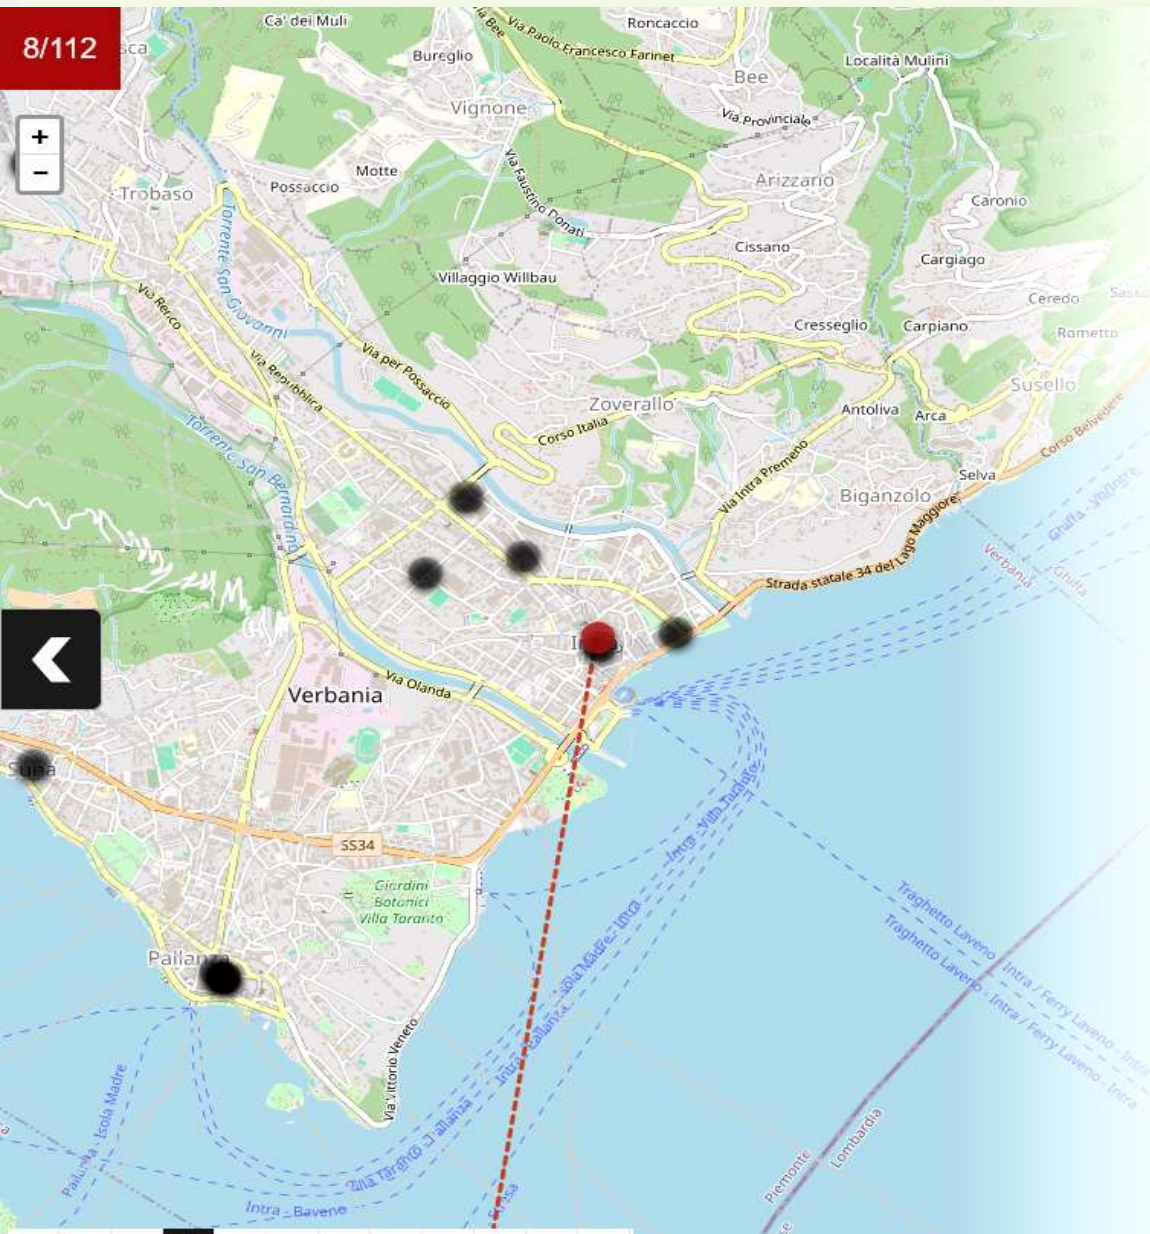 8/112
Ca' dei Muli
Via Bee
Via Paolo Francesco Farinet
Roncaccio
Località Mulini
Bureglio
Bee
Vignone
Via Provinciale
+
−
Trobaso
Possaccio
Motte
Via Faustino Donati
Arizzano
Caronio
Cissano
Cargiago
Villaggio Willbau
Torrente San Giovanni
Via Renco
Ceredo
Cresseglio
Carpiano
Rometto
Via per Possaccio
Via Repubblica
Susello
Zoverallo
Antoliva
Arca
Corso Italia
Corso Belvedere
Torrente San Bernardino
Via Intra Premeno
Selva
Biganzolo
Strada statale 34 del Lago Maggiore
Verbania
Ghiffa
Via Olanda
Verbania
Suna
Intra - Villa Taranto
SS34
Giardini
Botanici
Villa Taranto
Traghetto Laveno - Intra / Ferry Laveno - Intra
Traghetto Laveno - Intra / Ferry Laveno - Intra
Isola Madre - Intra
Pallanza
Intra - Pallanza
Via Vittorio Veneto
Pallanza - Isola Madre
Villa Taranto - Pallanza
Lombardia
Piemonte
Intra - Baveno